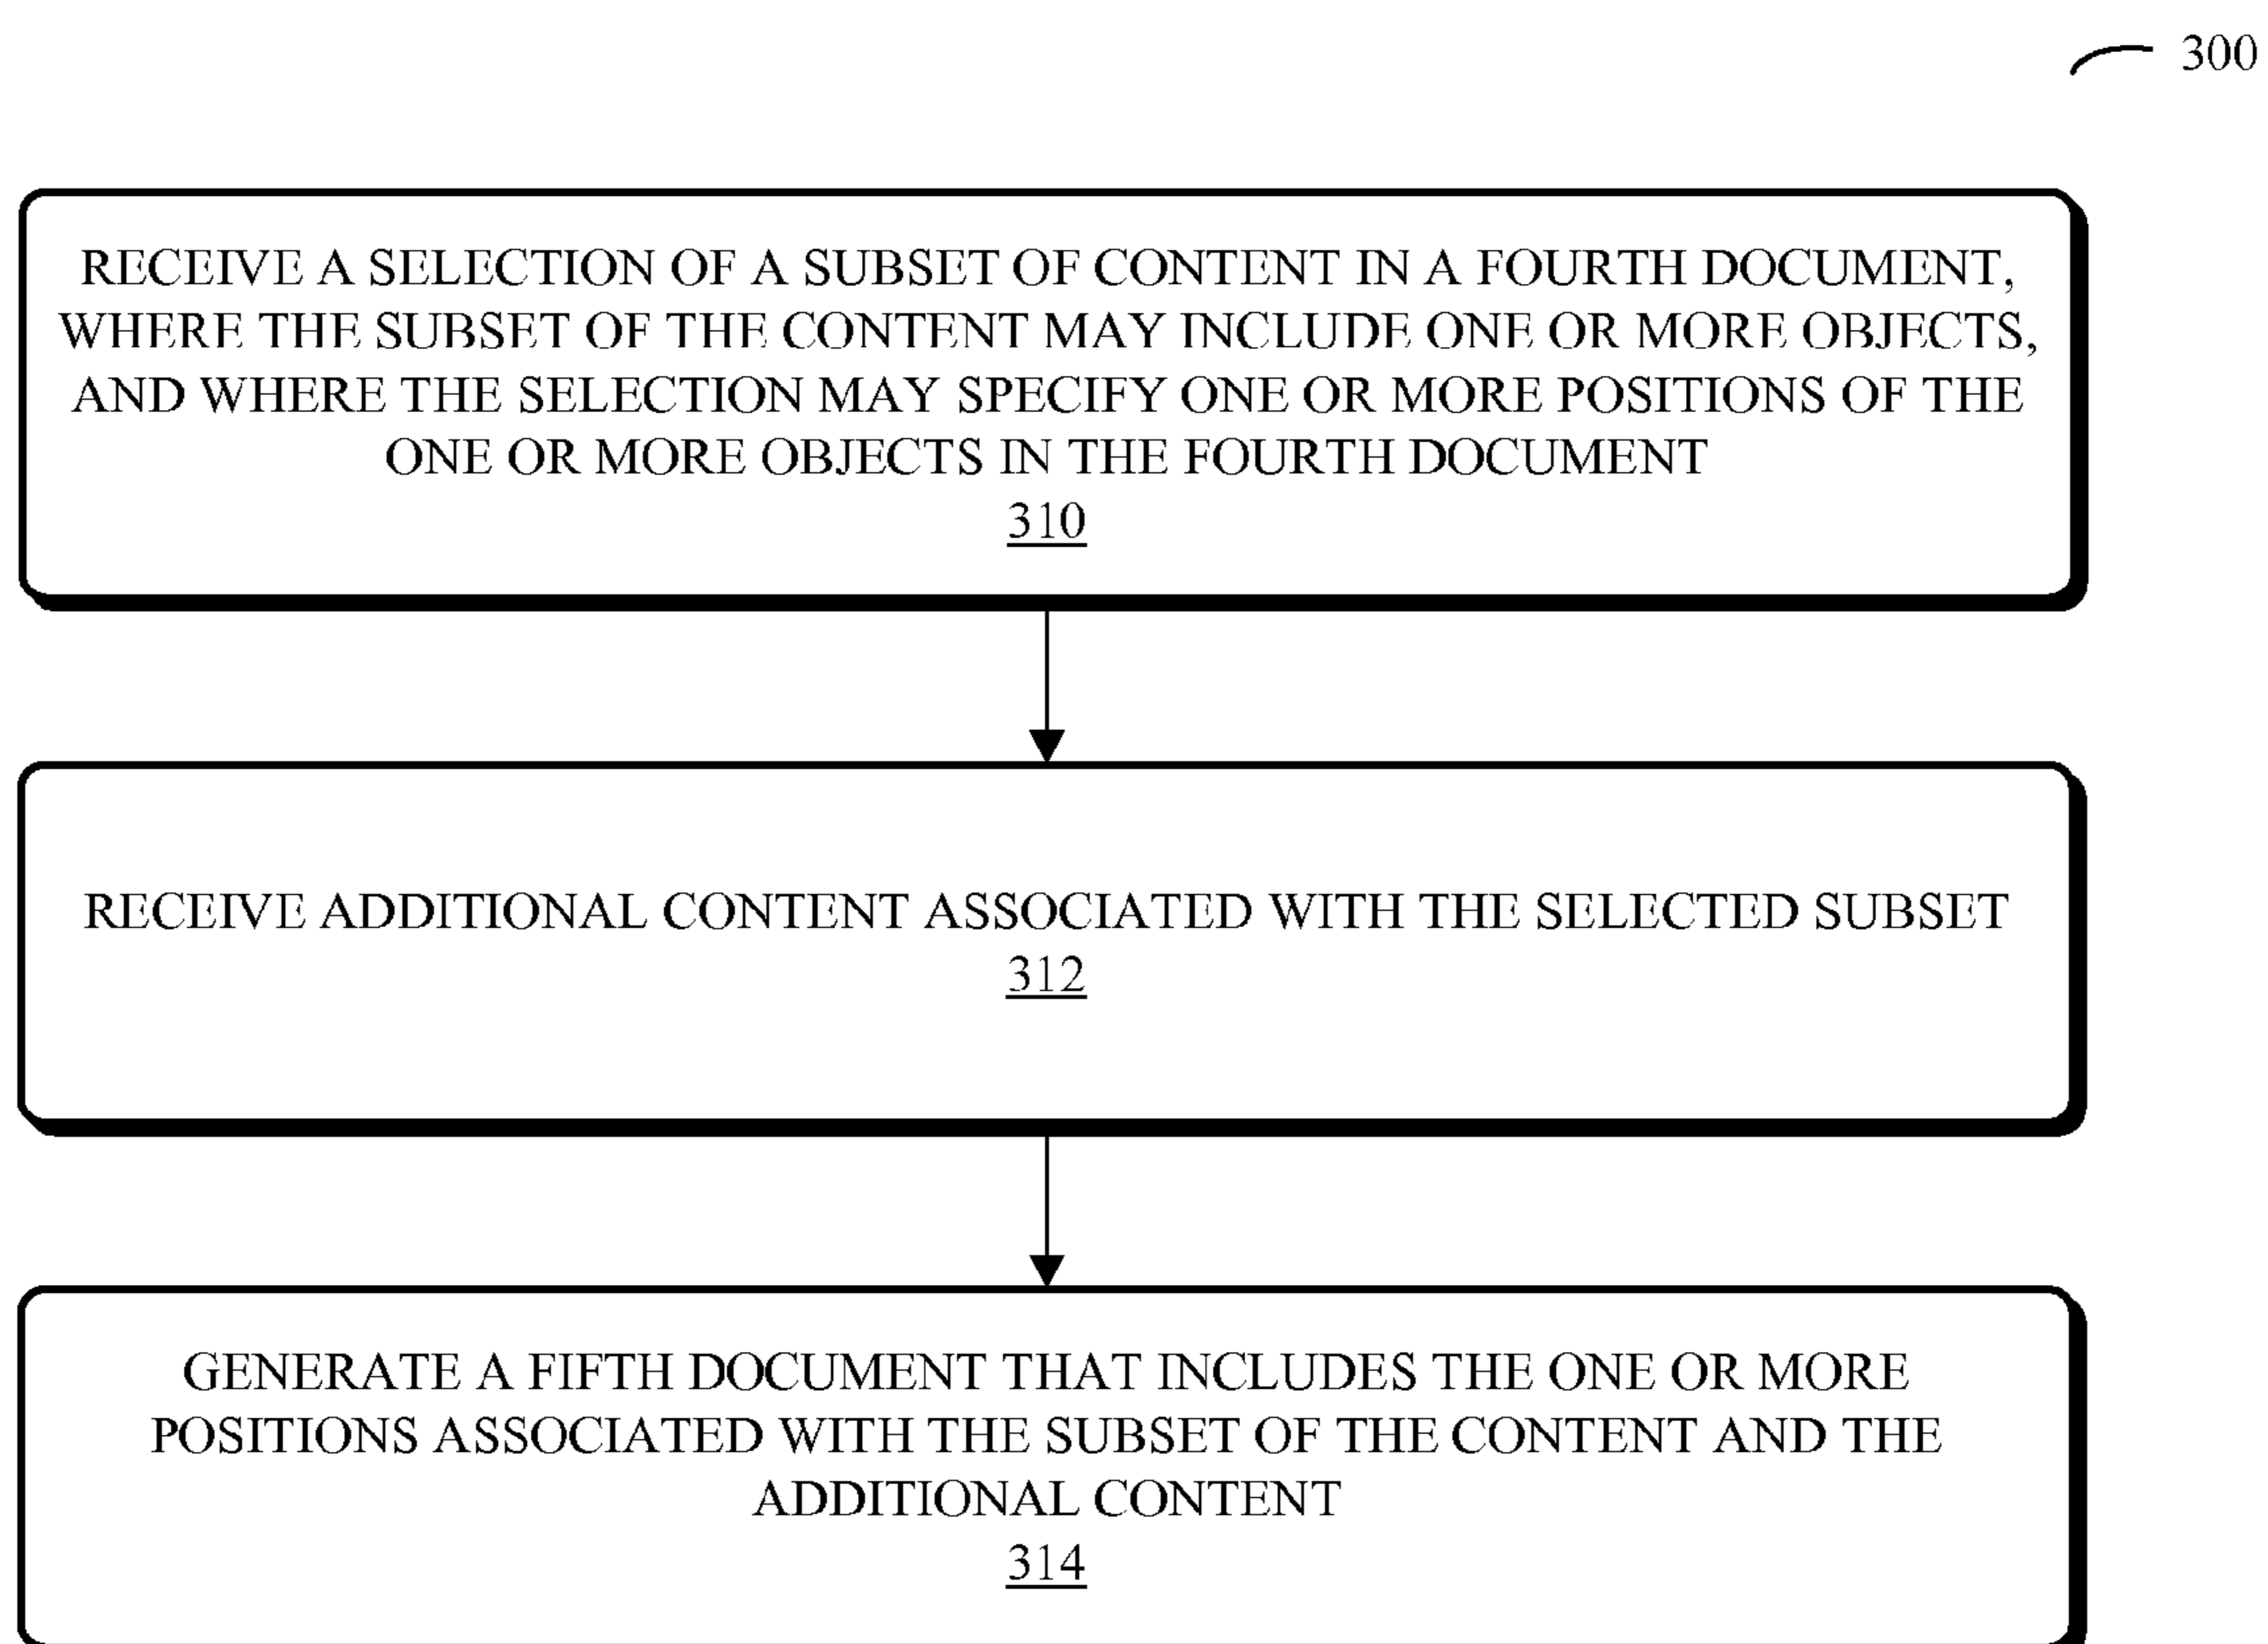 300
RECEIVE A SELECTION OF A SUBSET OF CONTENT IN A FOURTH DOCUMENT,
WHERE THE SUBSET OF THE CONTENT MAY INCLUDE ONE OR MORE OBJECTS,
AND WHERE THE SELECTION MAY SPECIFY ONE OR MORE POSITIONS OF THE
ONE OR MORE OBJECTS IN THE FOURTH DOCUMENT
310
RECEIVE ADDITIONAL CONTENT ASSOCIATED WITH THE SELECTED SUBSET
312
GENERATE A FIFTH DOCUMENT THAT INCLUDES THE ONE OR MORE
POSITIONS ASSOCIATED WITH THE SUBSET OF THE CONTENT AND THE
ADDITIONAL CONTENT
314